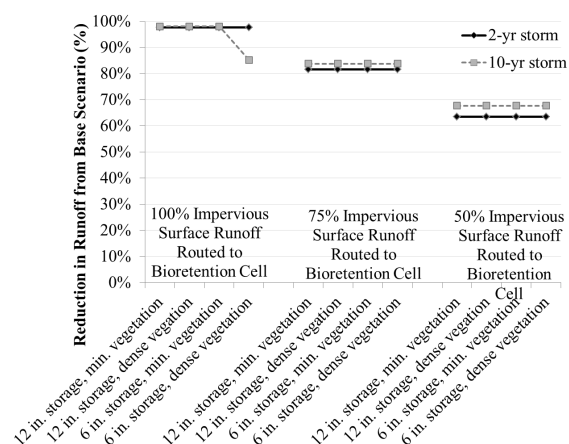 Reduction in Runoff from Base Scenario (%)
100%
90%
80%
70%
60%
50%
40%
30%
20%
10%
0%
2-yr storm
10-yr storm
100% Impervious
Surface Runoff
Routed to
Bioretention Cell
75% Impervious
Surface Runoff
Routed to
Bioretention Cell
50% Impervious
Surface Runoff
Routed to
Bioretention
Cell
12 in. storage, min. vegetation
12 in. storage, dense vegation
6 in. storage, min. vegetation
6 in. storage, dense vegetation
12 in. storage, min. vegetation
12 in. storage, dense vegation
6 in. storage, min. vegetation
6 in. storage, dense vegetation
12 in. storage, min. vegetation
12 in. storage, dense vegation
6 in. storage, min. vegetation
6 in. storage, dense vegetation